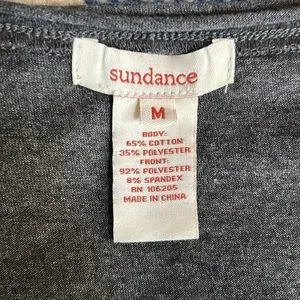 sundance
M
BODY:
65% COTTON
35% POLYESTER
FRONT:
92% POLYESTER
8% SPANDEX
RN 106205
MADE IN CHINA